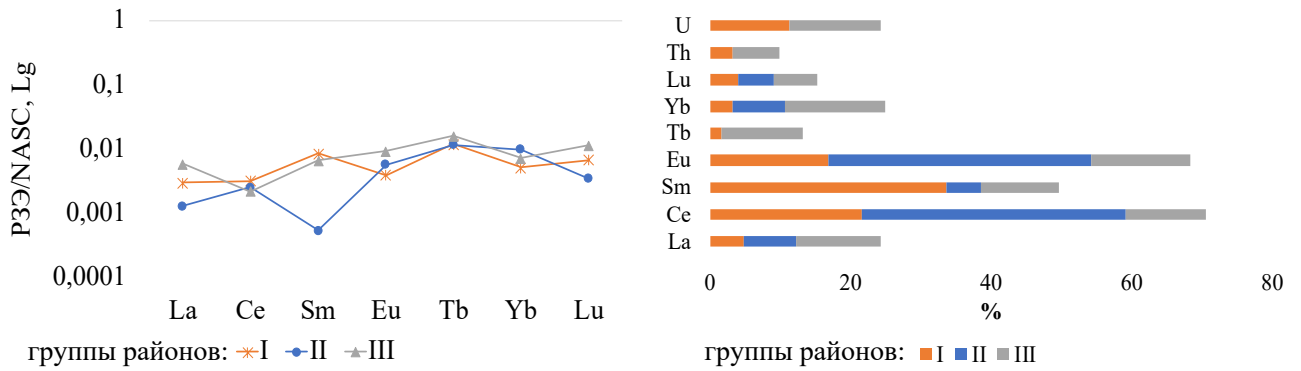 РЗЭ/NASC, Lg
1
0,1
0,01
0,001
0,0001
La Ce Sm Eu Tb Yb Lu
группы районов: I II III
U
Th
Lu
Yb
Tb
Eu
Sm
Ce
La
0 20 40 60 80
%
группы районов: I II III